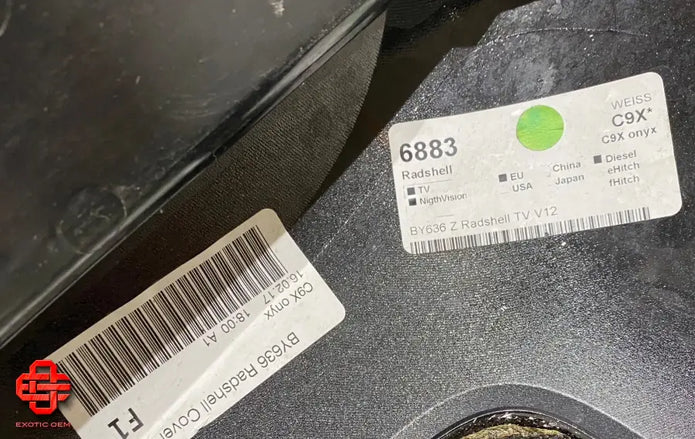 WEISS
C9X*
C9X onyx
6883
Radshell
TV
NigthVision
EU
USA
China
Japan
Diesel
eHitch
fHitch
BY636 Z Radshell TV V12
C9X onyx
16.02.17 18:00 A1
BY636 Radshell Cover
F1
EXOTIC OEM